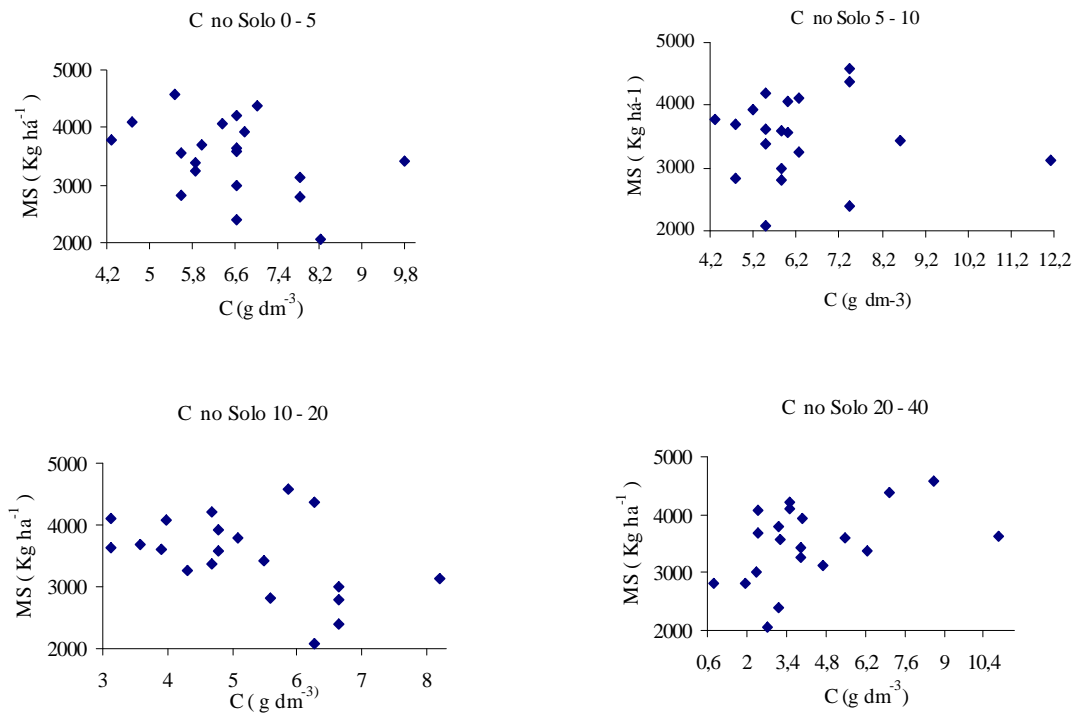 C no Solo 0 - 5
5000
4000
3000
2000
MS ( Kg há⁻¹ )
4,2 5 5,8 6,6 7,4 8,2 9 9,8
C (g dm⁻³)
C no Solo 5 - 10
5000
4000
3000
2000
MS ( Kg há-1 )
4,2 5,2 6,2 7,2 8,2 9,2 10,2 11,2 12,2
C (g dm-3)
C no Solo 10 - 20
5000
4000
3000
2000
MS ( Kg ha⁻¹ )
3 4 5 6 7 8
C ( g dm⁻³⁾
C no Solo 20 - 40
5000
4000
3000
2000
MS ( Kg ha⁻¹ )
0,6 2 3,4 4,8 6,2 7,6 9 10,4
C (g dm⁻³)